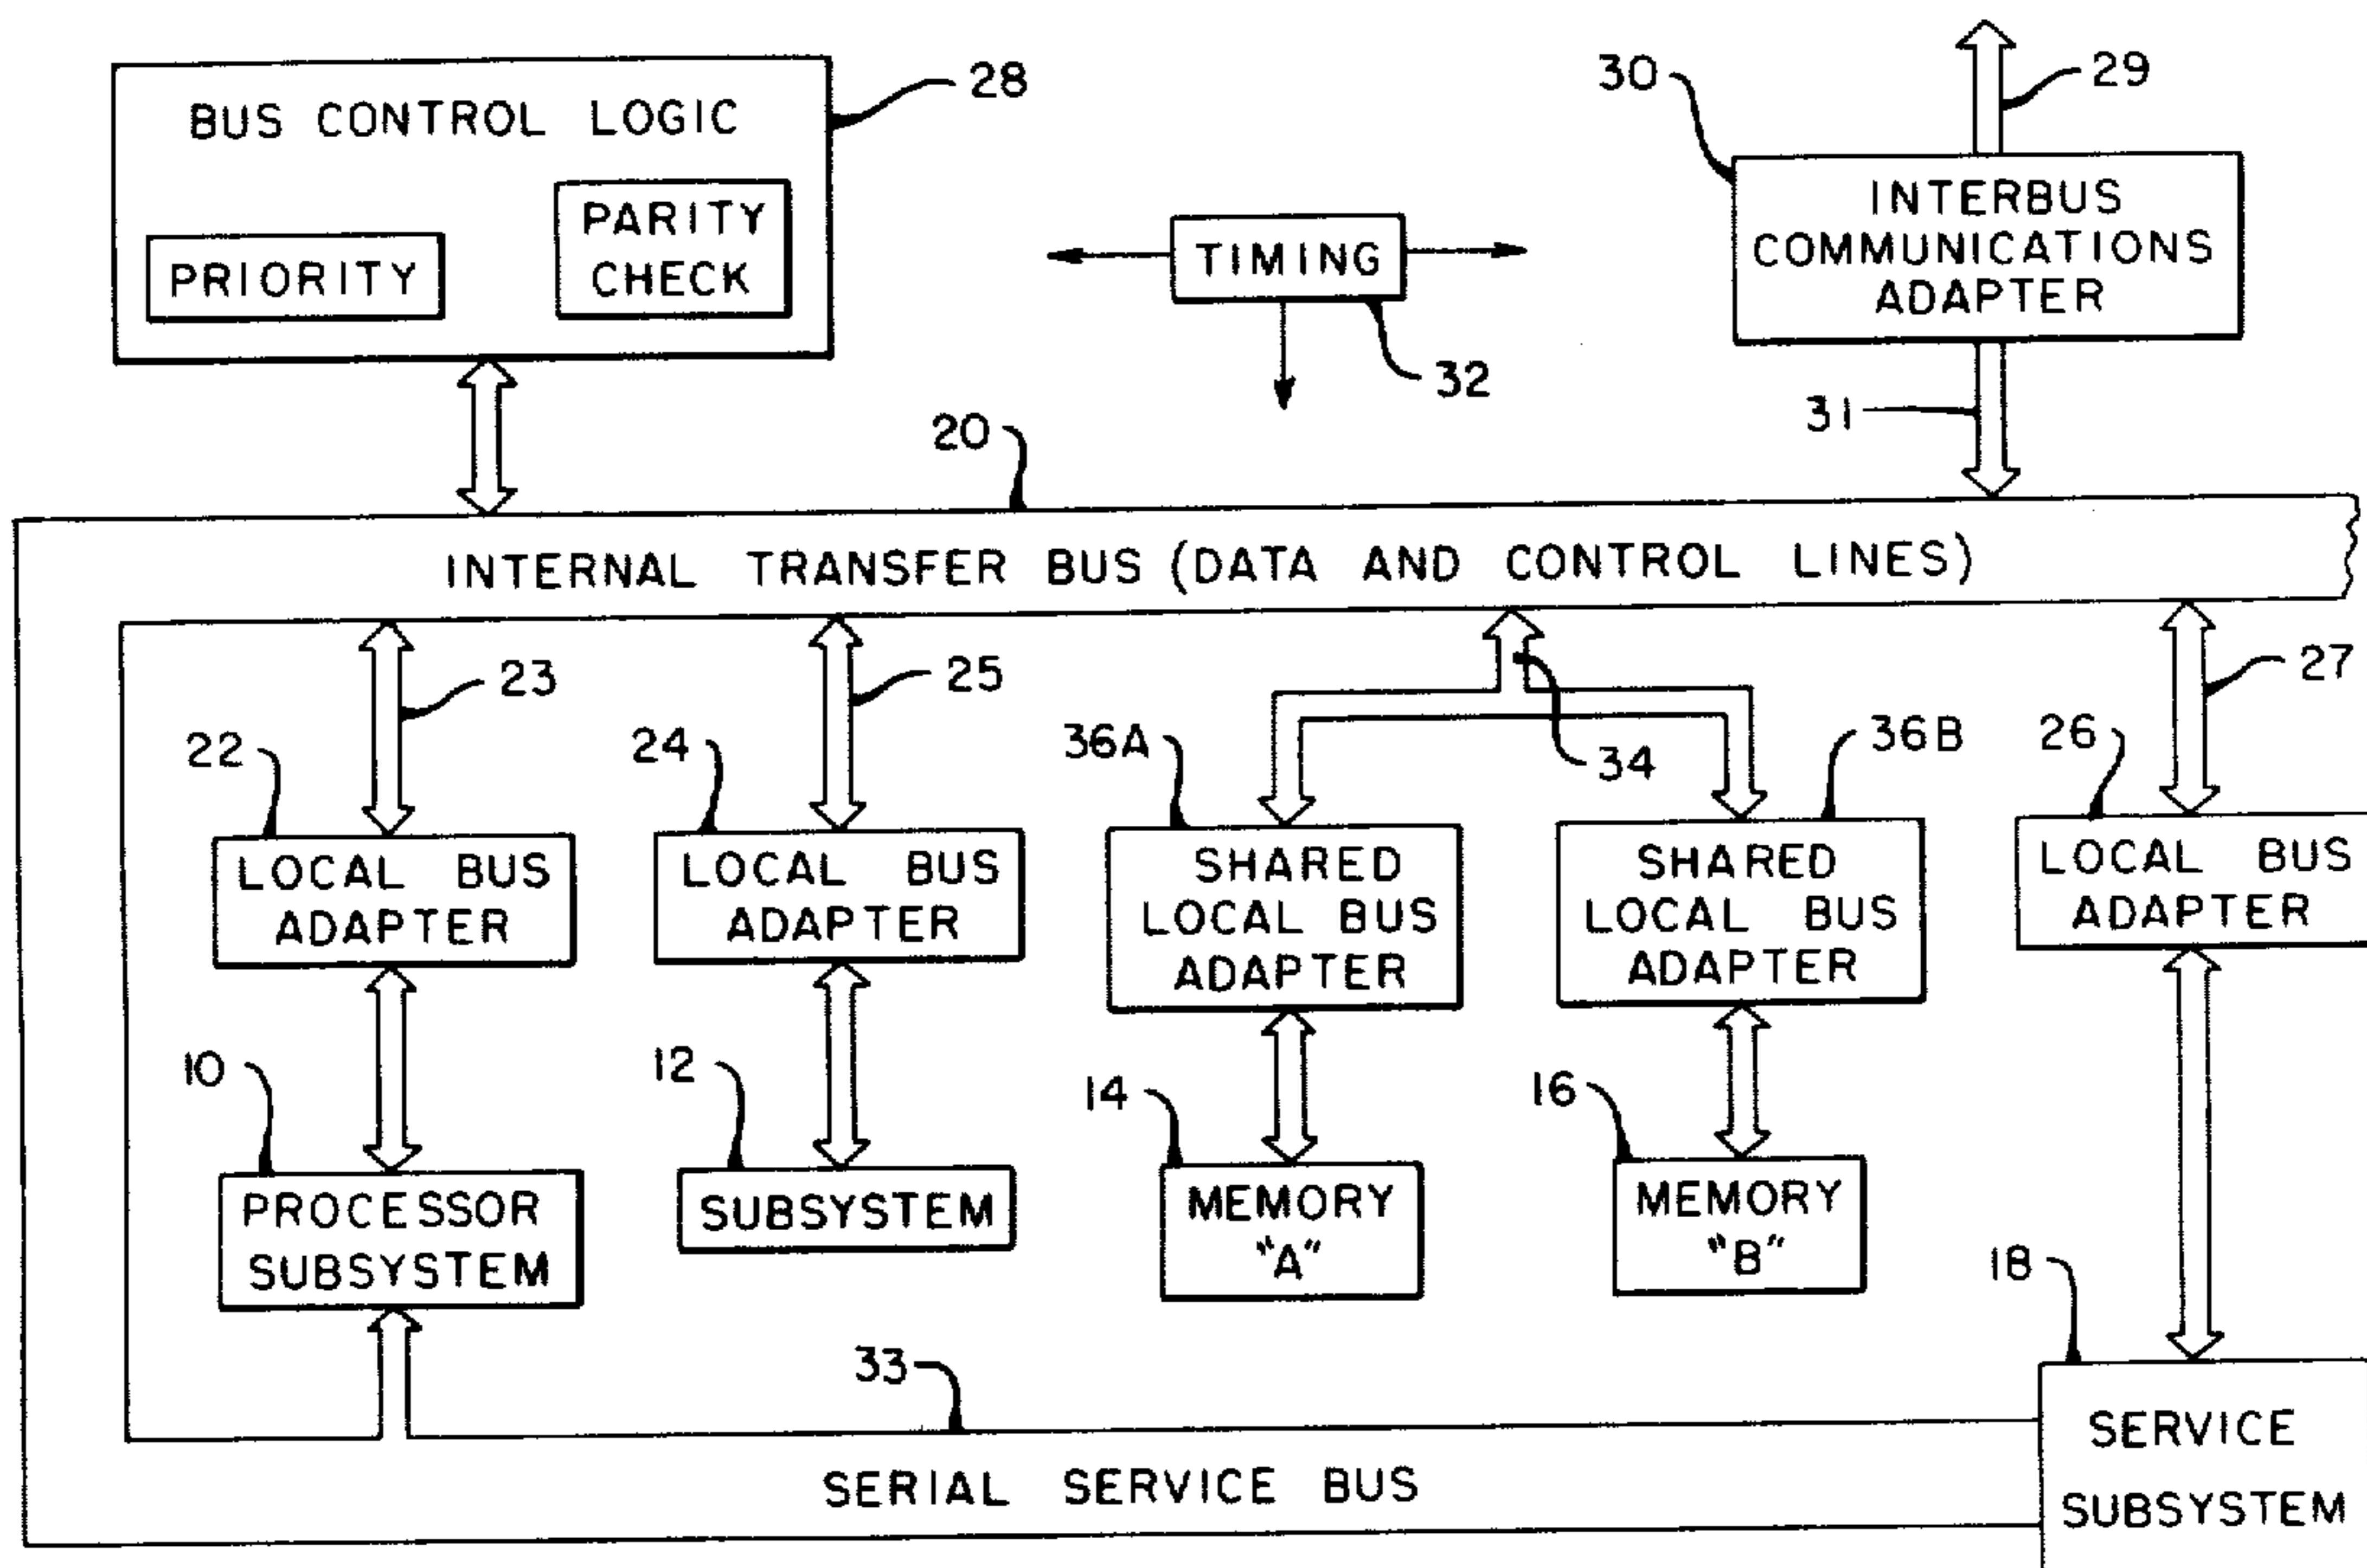 BUS CONTROL LOGIC
28
PRIORITY
PARITY
CHECK
TIMING
32
30
29
INTERBUS
COMMUNICATIONS
ADAPTER
31
20
INTERNAL TRANSFER BUS (DATA AND CONTROL LINES)
23
25
34
27
22
24
36A
36B
26
LOCAL BUS
ADAPTER
LOCAL BUS
ADAPTER
SHARED
LOCAL BUS
ADAPTER
SHARED
LOCAL BUS
ADAPTER
LOCAL BUS
ADAPTER
10
12
14
16
18
PROCESSOR
SUBSYSTEM
SUBSYSTEM
MEMORY
"A"
MEMORY
"B"
33
SERIAL SERVICE BUS
SERVICE
SUBSYSTEM